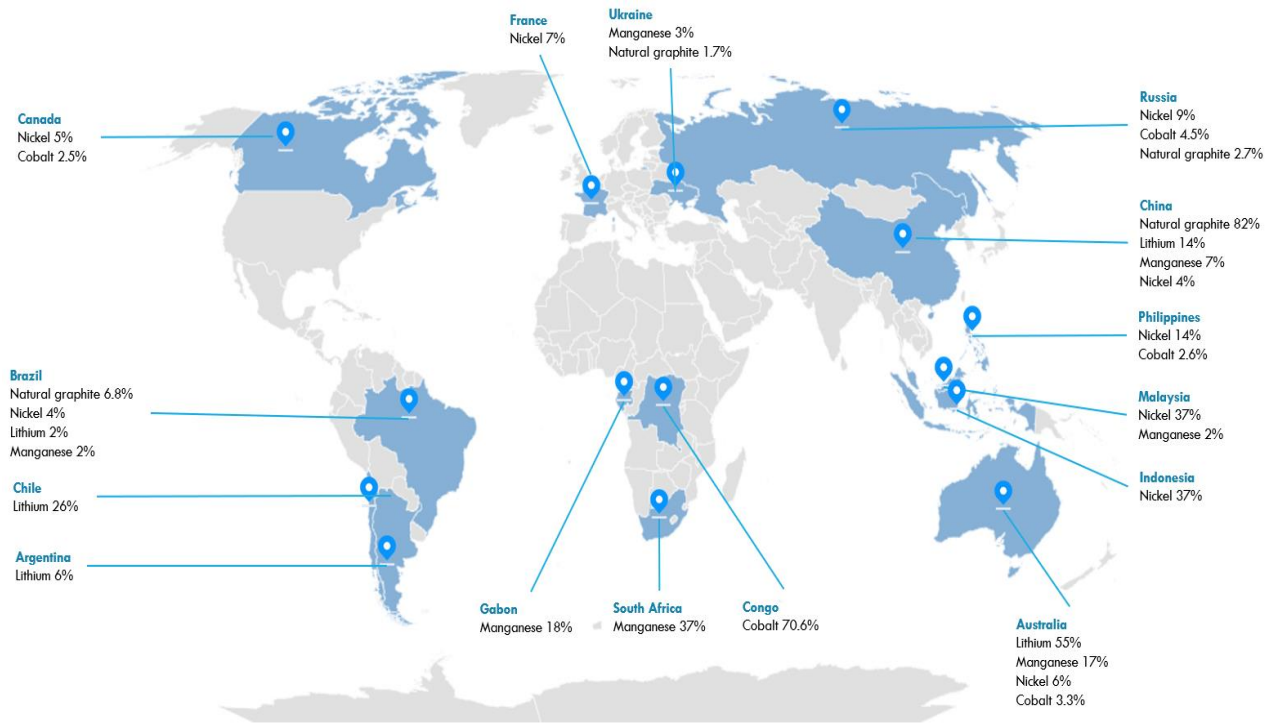 France
Nickel 7%
Ukraine
Manganese 3%
Natural graphite 1.7%
Canada
Nickel 5%
Cobalt 2.5%
Russia
Nickel 9%
Cobalt 4.5%
Natural graphite 2.7%
China
Natural graphite 82%
Lithium 14%
Manganese 7%
Nickel 4%
Philippines
Nickel 14%
Cobalt 2.6%
Brazil
Natural graphite 6.8%
Nickel 4%
Lithium 2%
Manganese 2%
Malaysia
Nickel 37%
Manganese 2%
Chile
Lithium 26%
Indonesia
Nickel 37%
Argentina
Lithium 6%
Gabon
Manganese 18%
South Africa
Manganese 37%
Congo
Cobalt 70.6%
Australia
Lithium 55%
Manganese 17%
Nickel 6%
Cobalt 3.3%